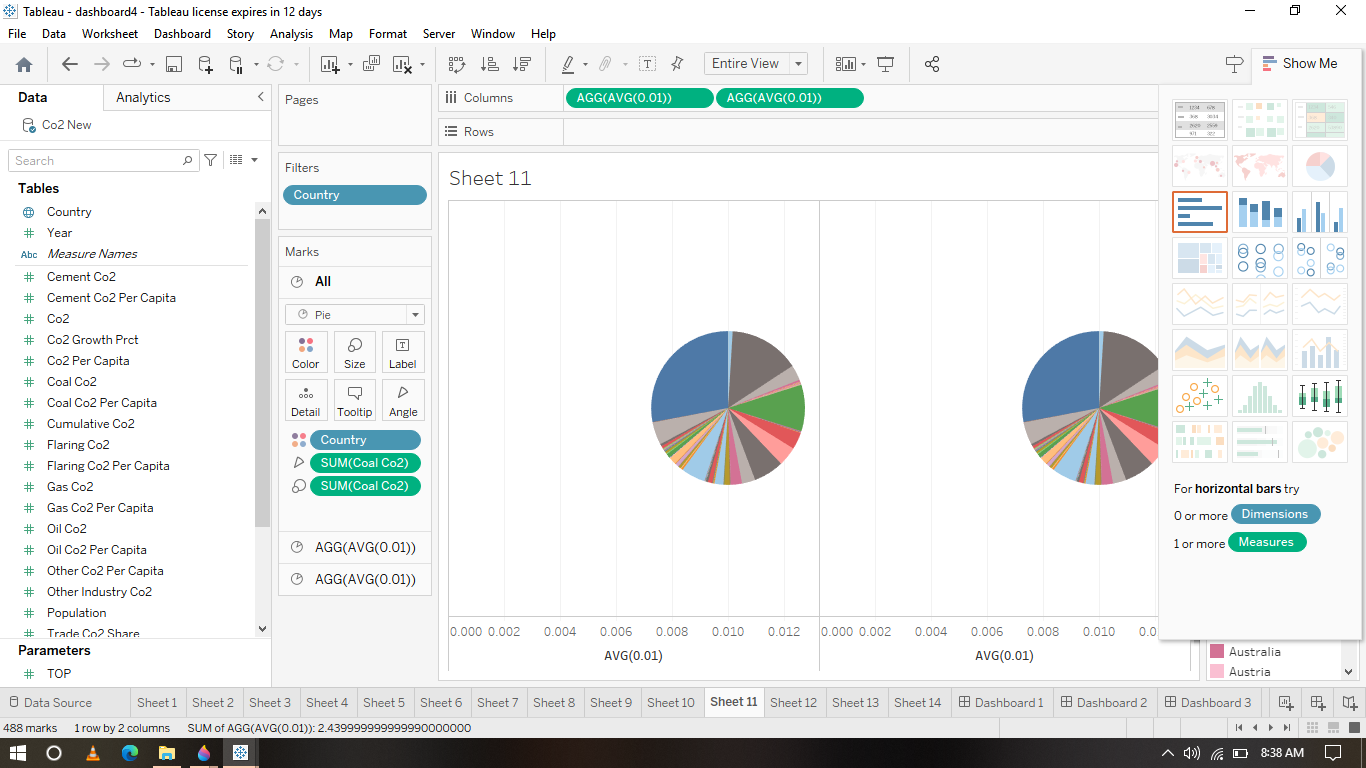 Tableau - dashboard4 - Tableau license expires in 12 days
File Data Worksheet Dashboard Story Analysis Map Format Server Window Help
Entire View
Show Me
Data Analytics
Co2 New
Search
Tables
Country
Year
Abc Measure Names
Cement Co2
Cement Co2 Per Capita
Co2
Co2 Growth Prct
Co2 Per Capita
Coal Co2
Coal Co2 Per Capita
Cumulative Co2
Flaring Co2
Flaring Co2 Per Capita
Gas Co2
Gas Co2 Per Capita
Oil Co2
Oil Co2 Per Capita
Other Co2 Per Capita
Other Industry Co2
Population
Trade Co2 Share
Parameters
TOP
Pages
Filters
Country
Marks
All
Pie
Color Size Label
Detail Tooltip Angle
Country
SUM(Coal Co2)
SUM(Coal Co2)
AGG(AVG(0.01))
AGG(AVG(0.01))
Columns AGG(AVG(0.01)) AGG(AVG(0.01))
Rows
Sheet 11
0.000 0.002 0.004 0.006 0.008 0.010 0.012 0.000 0.002 0.004 0.006 0.008 0.010
AVG(0.01) AVG(0.01)
For horizontal bars try
0 or more Dimensions
1 or more Measures
Australia
Austria
Data Source Sheet 1 Sheet 2 Sheet 3 Sheet 4 Sheet 5 Sheet 6 Sheet 7 Sheet 8 Sheet 9 Sheet 10 Sheet 11 Sheet 12 Sheet 13 Sheet 14 Dashboard 1 Dashboard 2 Dashboard 3
488 marks 1 row by 2 columns SUM of AGG(AVG(0.01)): 2.439999999999990000000
8:38 AM